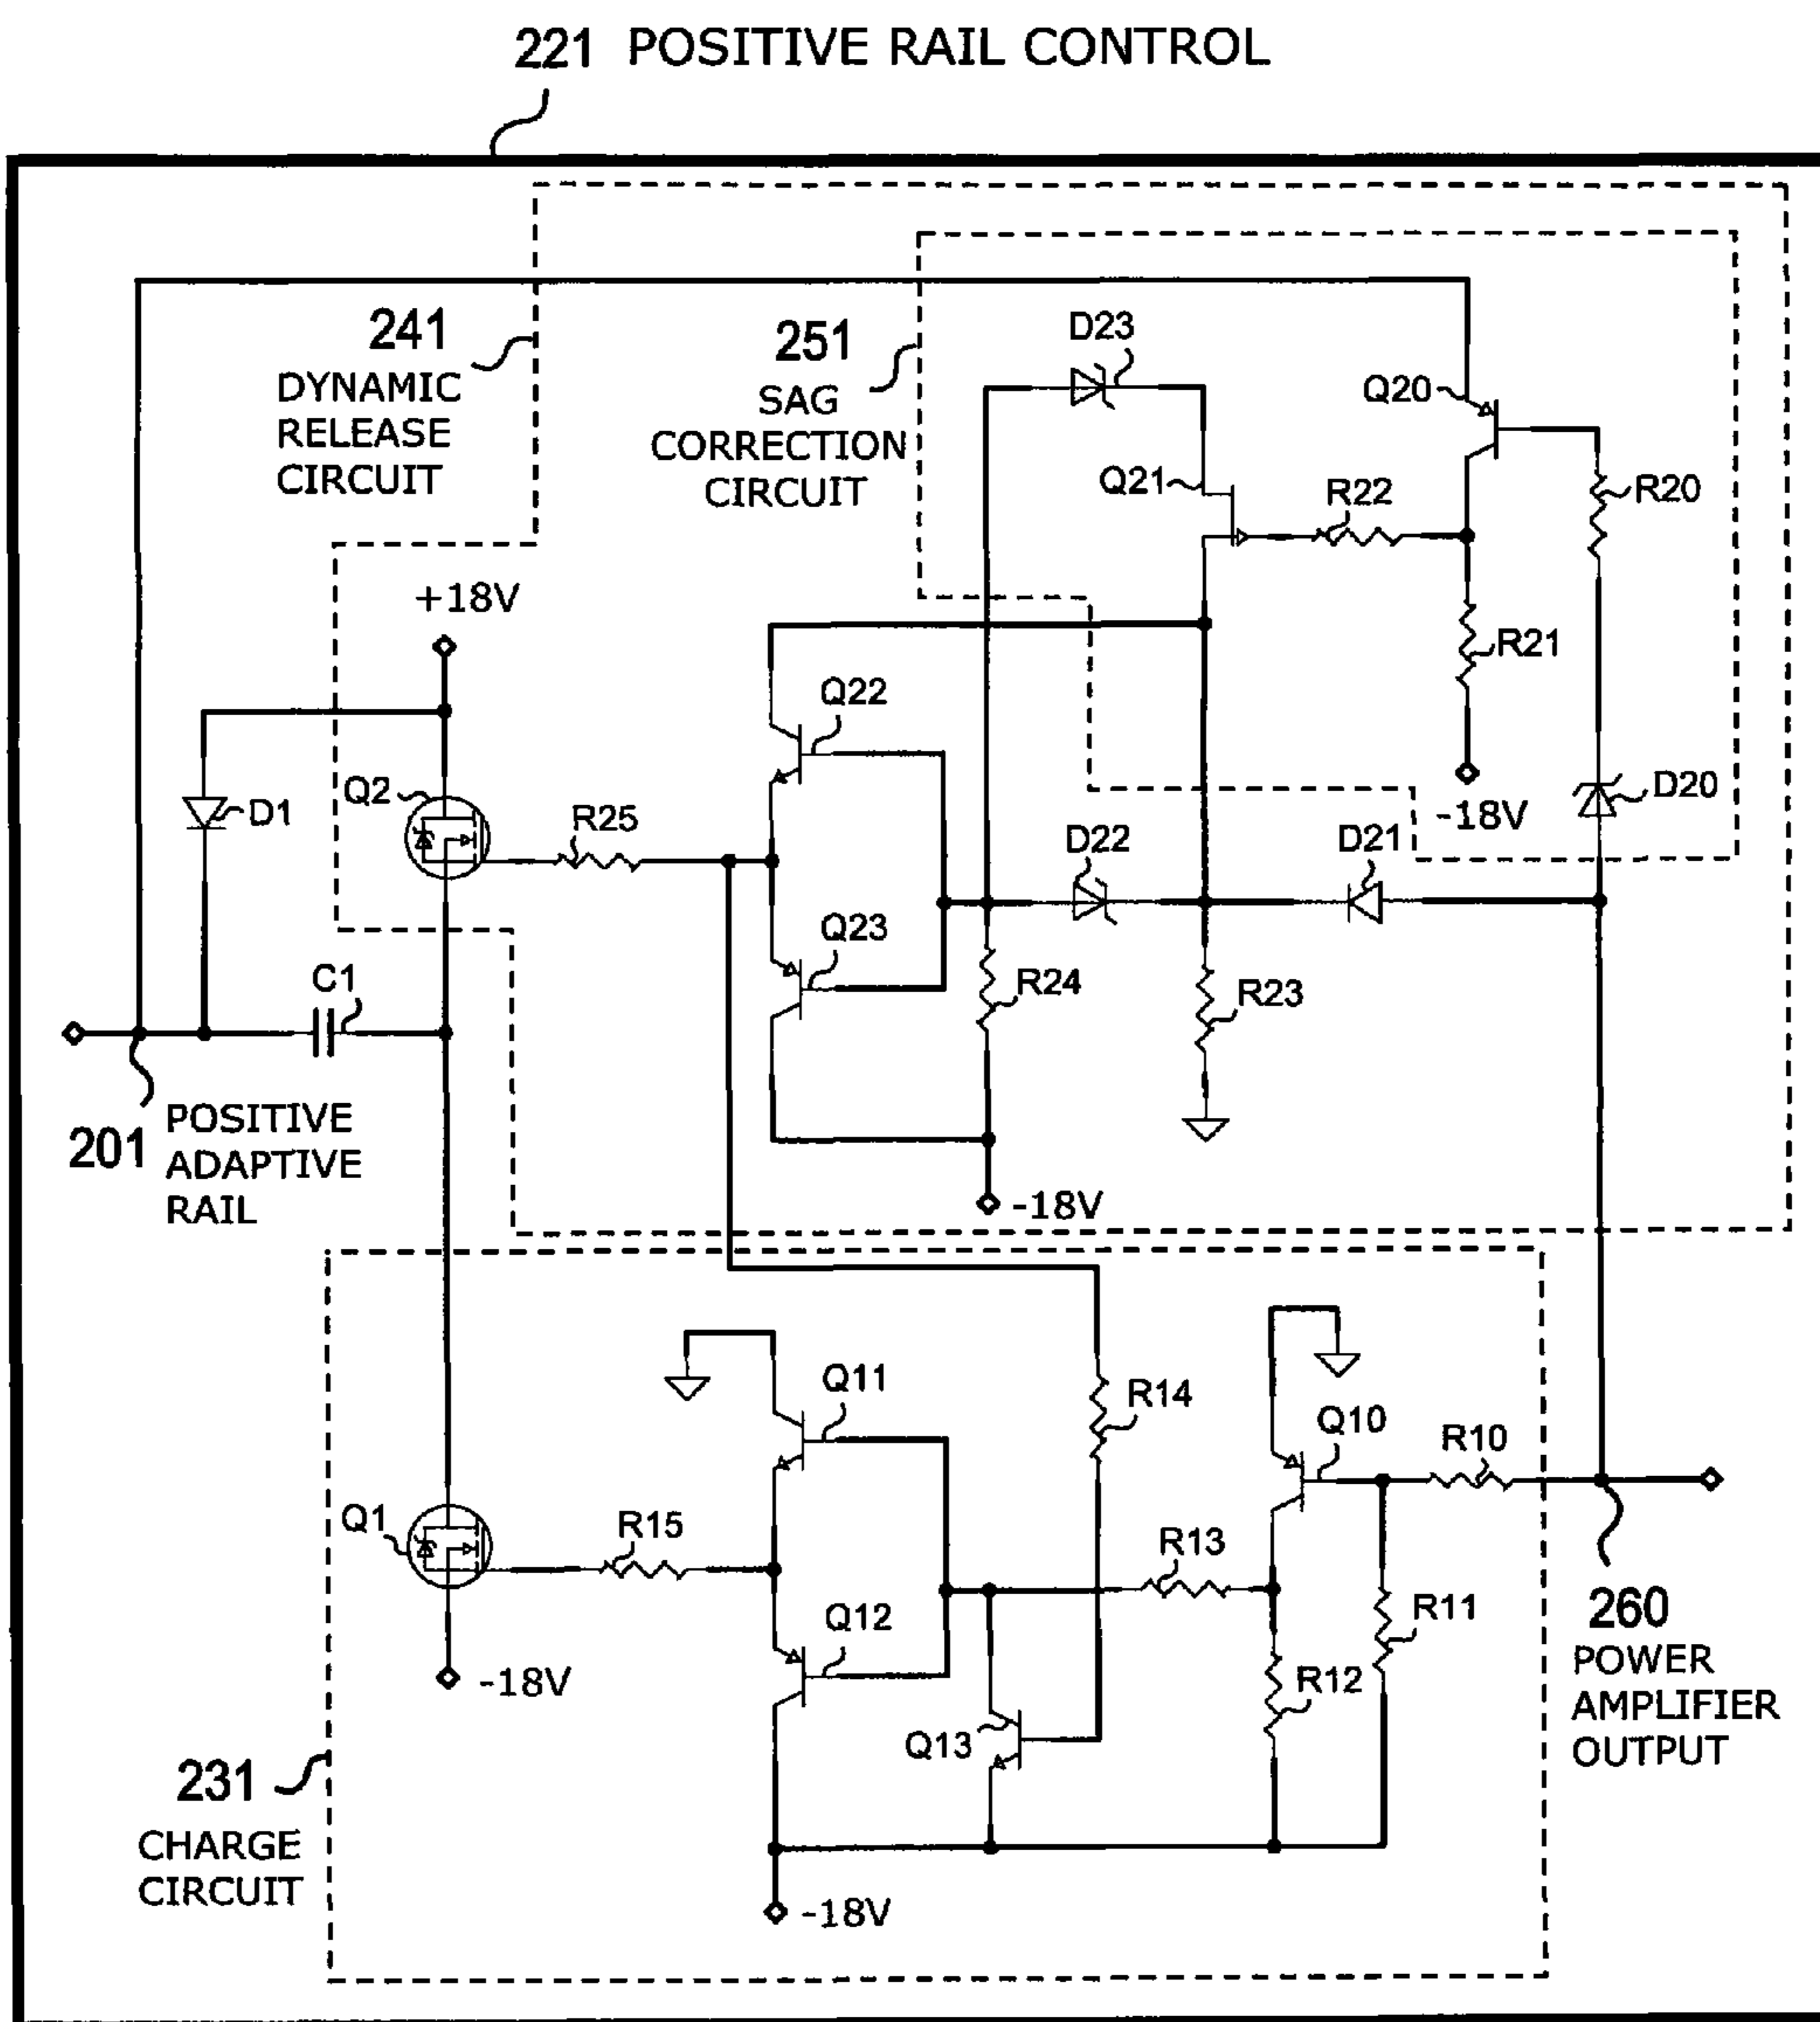 221 POSITIVE RAIL CONTROL
241
DYNAMIC
RELEASE
CIRCUIT
251
SAG
CORRECTION
CIRCUIT
D23
Q20
Q21
R22
R20
+18V
R21
Q22
-18V
D20
D1
Q2
R25
D22
D21
Q23
C1
R24
R23
201
POSITIVE
ADAPTIVE
RAIL
-18V
Q11
R14
Q10
R10
Q1
R15
R13
Q12
R11
260
POWER
AMPLIFIER
OUTPUT
-18V
R12
Q13
231
CHARGE
CIRCUIT
-18V